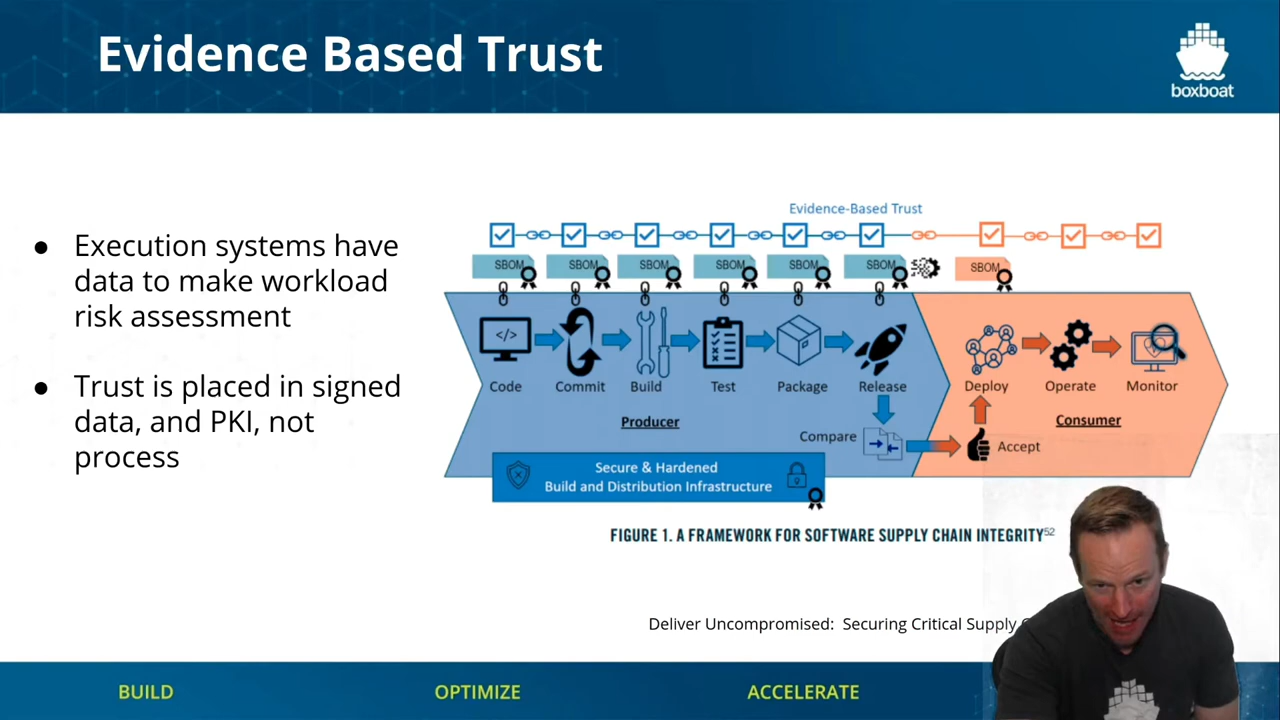 Evidence Based Trust
boxboat
● Execution systems have
data to make workload
risk assessment
● Trust is placed in signed
data, and PKI, not
process
Evidence-Based Trust
SBOM SBOM SBOM SBOM SBOM SBOM SBOM
</>
Code Commit Build Test Package Release Deploy Operate Monitor
Producer
Consumer
Compare
Accept
Secure & Hardened
Build and Distribution Infrastructure
FIGURE 1. A FRAMEWORK FOR SOFTWARE SUPPLY CHAIN INTEGRITY52
Deliver Uncompromised: Securing Critical Supply
BUILD OPTIMIZE ACCELERATE